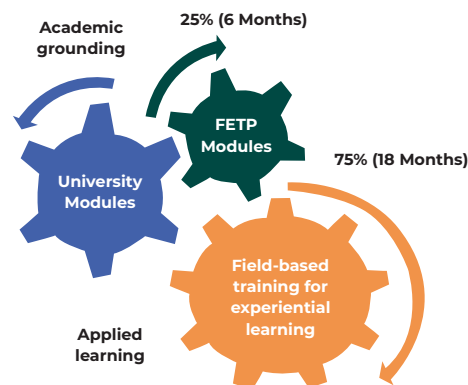 Academic
grounding
25% (6 Months)
FETP
Modules
University
Modules
75% (18 Months)
Field-based
training for
experiential
learning
Applied
learning